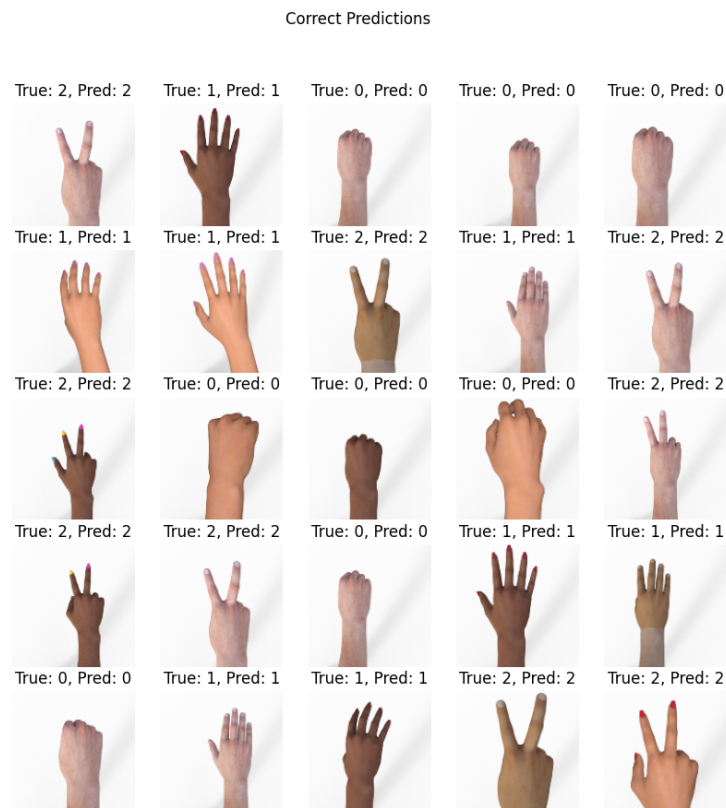 Correct Predictions
True: 2, Pred: 2 True: 1, Pred: 1 True: 0, Pred: 0 True: 0, Pred: 0 True: 0, Pred: 0
True: 1, Pred: 1 True: 1, Pred: 1 True: 2, Pred: 2 True: 1, Pred: 1 True: 2, Pred: 2
True: 2, Pred: 2 True: 0, Pred: 0 True: 0, Pred: 0 True: 0, Pred: 0 True: 2, Pred: 2
True: 2, Pred: 2 True: 2, Pred: 2 True: 0, Pred: 0 True: 1, Pred: 1 True: 1, Pred: 1
True: 0, Pred: 0 True: 1, Pred: 1 True: 1, Pred: 1 True: 2, Pred: 2 True: 2, Pred: 2